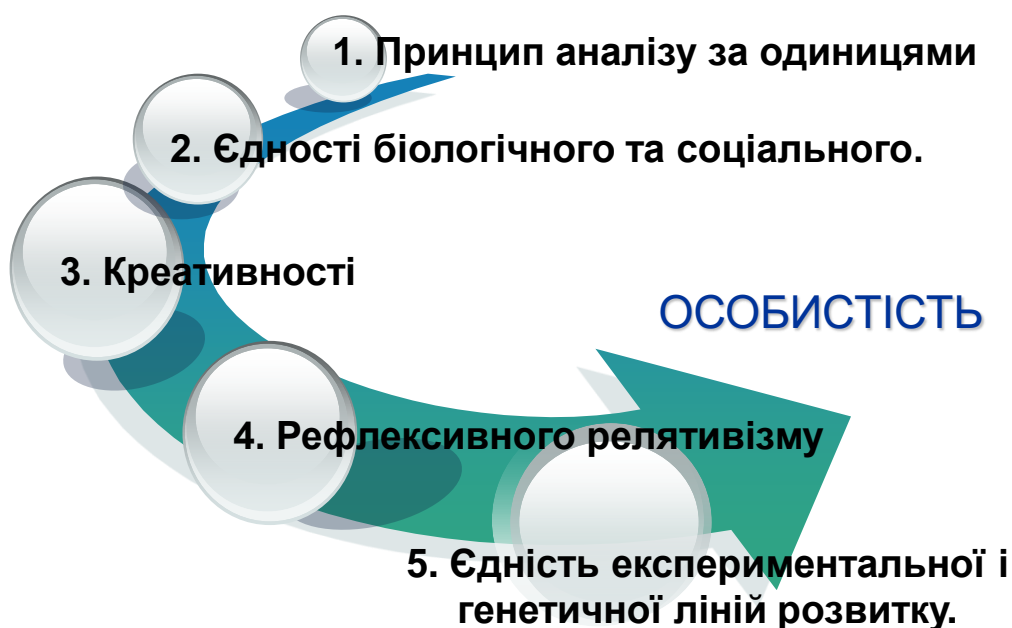 1. Принцип аналізу за одиницями
2. Єдності біологічного та соціального.
3. Креативності
ОСОБИСТІСТЬ
4. Рефлексивного релятивізму
5. Єдність експериментальної і
генетичної ліній розвитку.